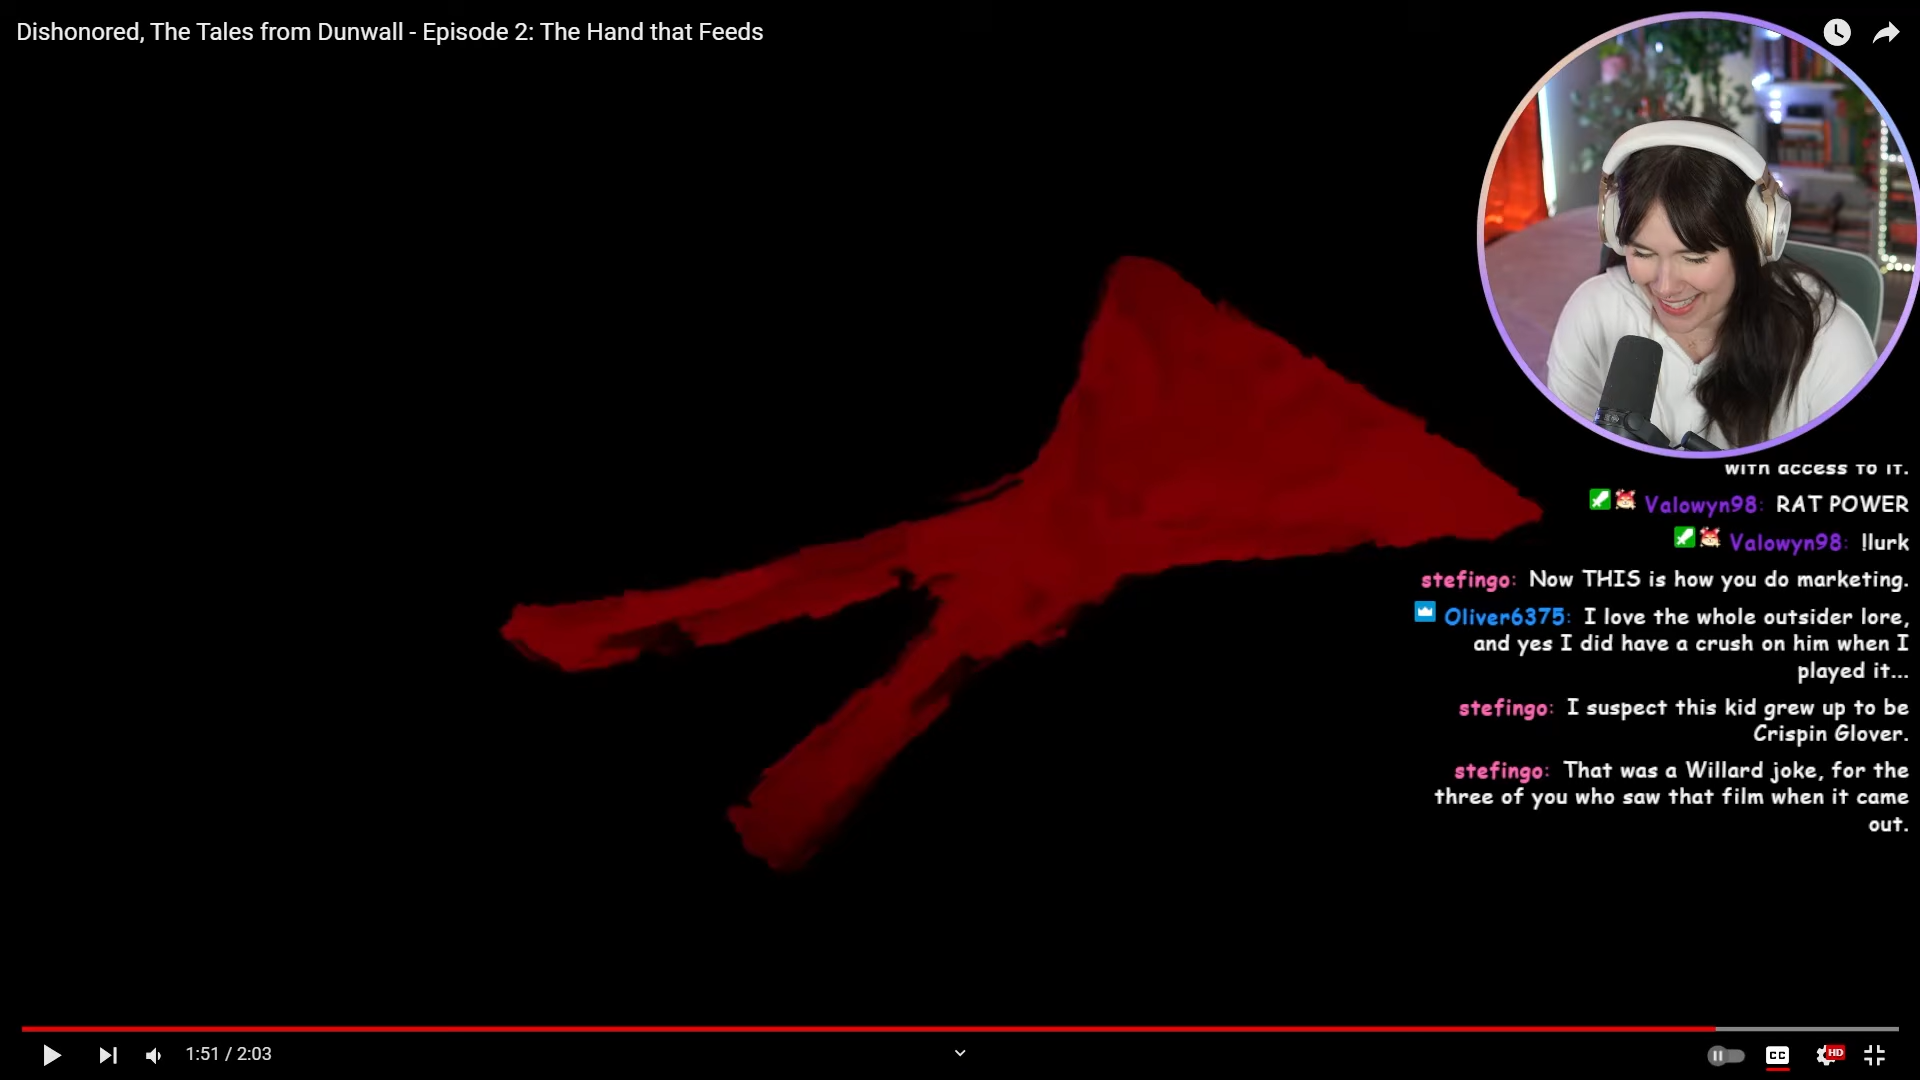 Dishonored, The Tales from Dunwall - Episode 2: The Hand that Feeds
with access to it.
Valowyn98: RAT POWER
Valowyn98: !lurk
stefingo: Now THIS is how you do marketing.
Oliver6375: I love the whole outsider lore,
and yes I did have a crush on him when I
played it...
stefingo: I suspect this kid grew up to be
Crispin Glover.
stefingo: That was a Willard joke, for the
three of you who saw that film when it came
out.
1:51 / 2:03
CC
HD